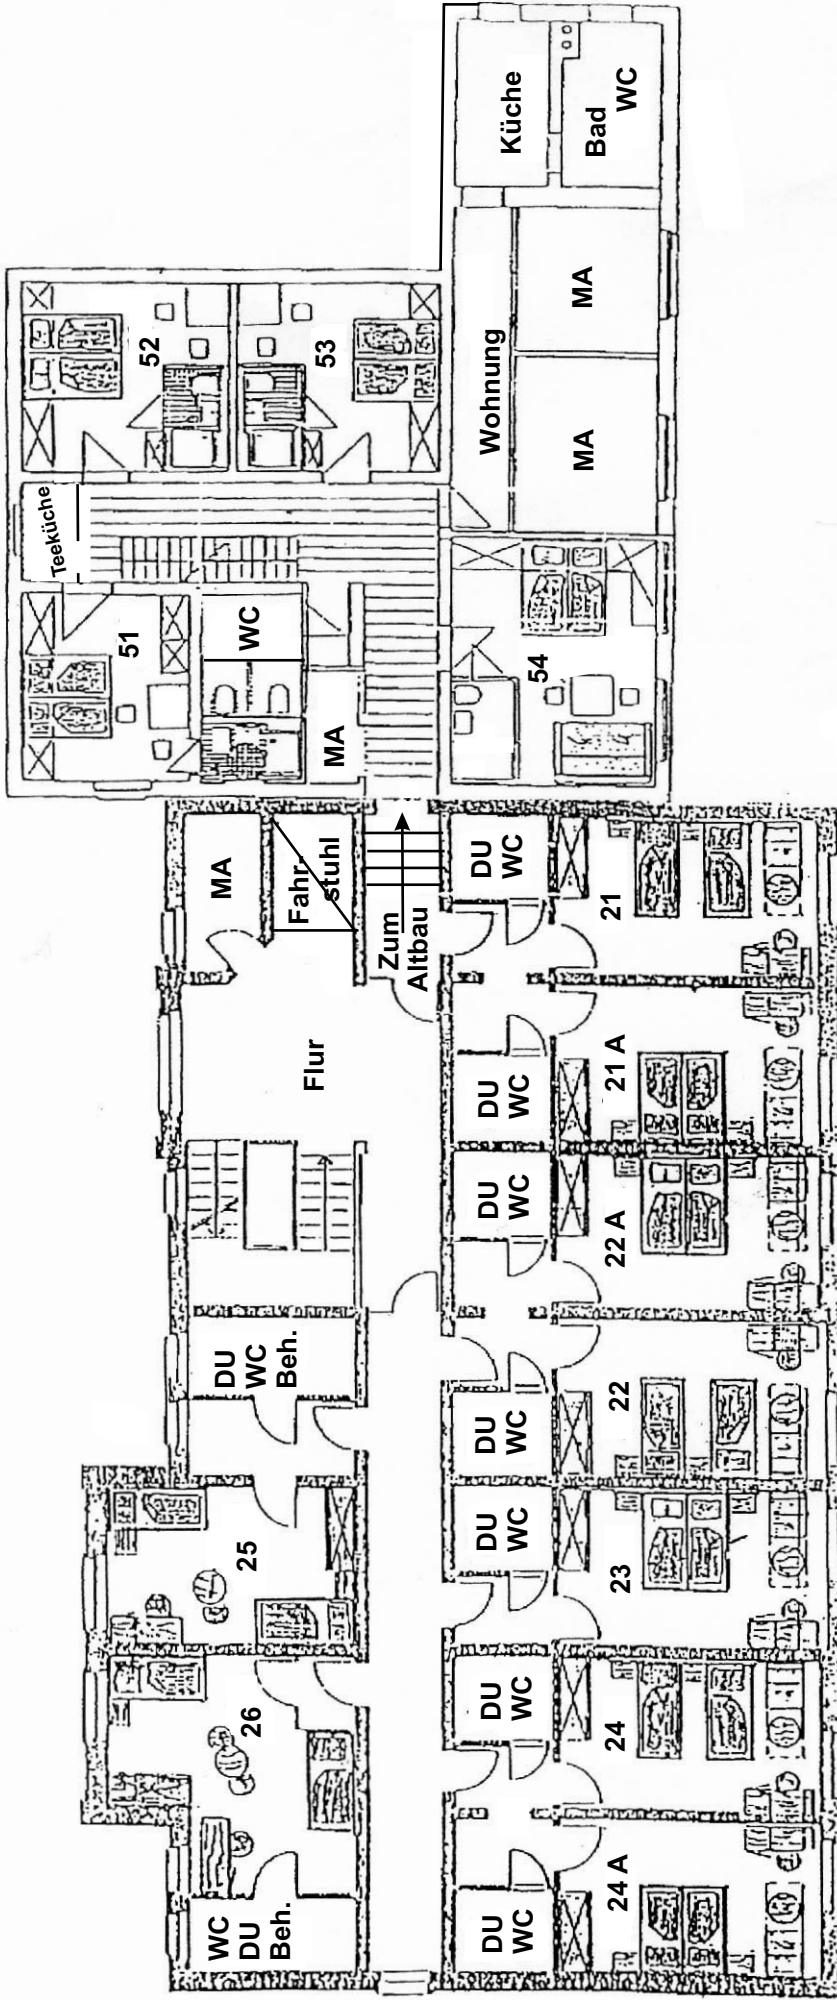 Küche
Bad
WC
52
53
Wohnung
MA
MA
Teeküche
51
WC
MA
54
MA
Fahr-
stuhl
Zum
Altbau
DU
WC
21
Flur
DU
WC
21 A
DU
WC
22 A
DU
WC
Beh.
DU
WC
22
25
DU
WC
23
26
DU
WC
24
WC
DU
Beh.
DU
WC
24 A